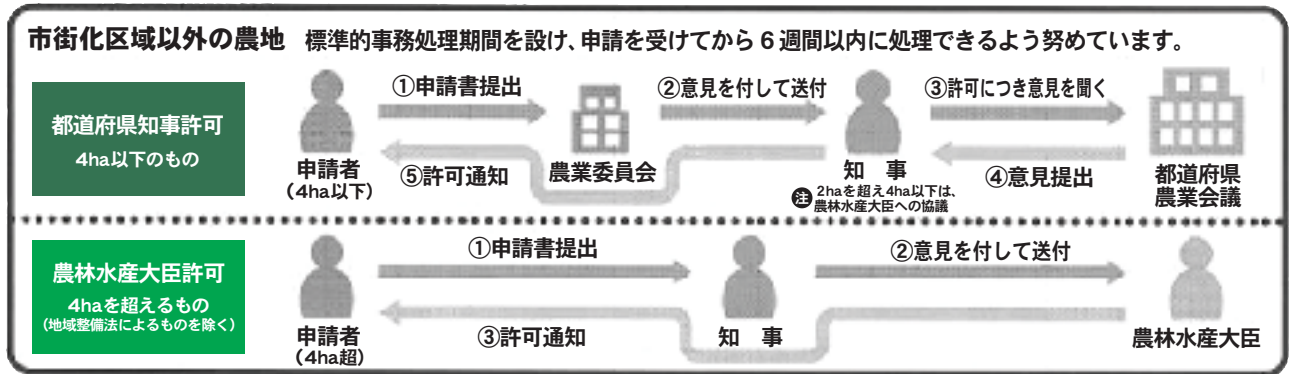 市街化区域以外の農地 標準的事務処理期間を設け、申請を受けてから6週間以内に処理できるよう努めています。
都道府県知事許可
4ha以下のもの
①申請書提出
②意見を付して送付
③許可につき意見を聞く
申請者
(4ha以下)
⑤許可通知
農業委員会
知 事
注 2haを超え4ha以下は、
農林水産大臣への協議
④意見提出
都道府県
農業会議
農林水産大臣許可
4haを超えるもの
(地域整備法によるものを除く)
①申請書提出
②意見を付して送付
申請者
(4ha超)
③許可通知
知 事
農林水産大臣